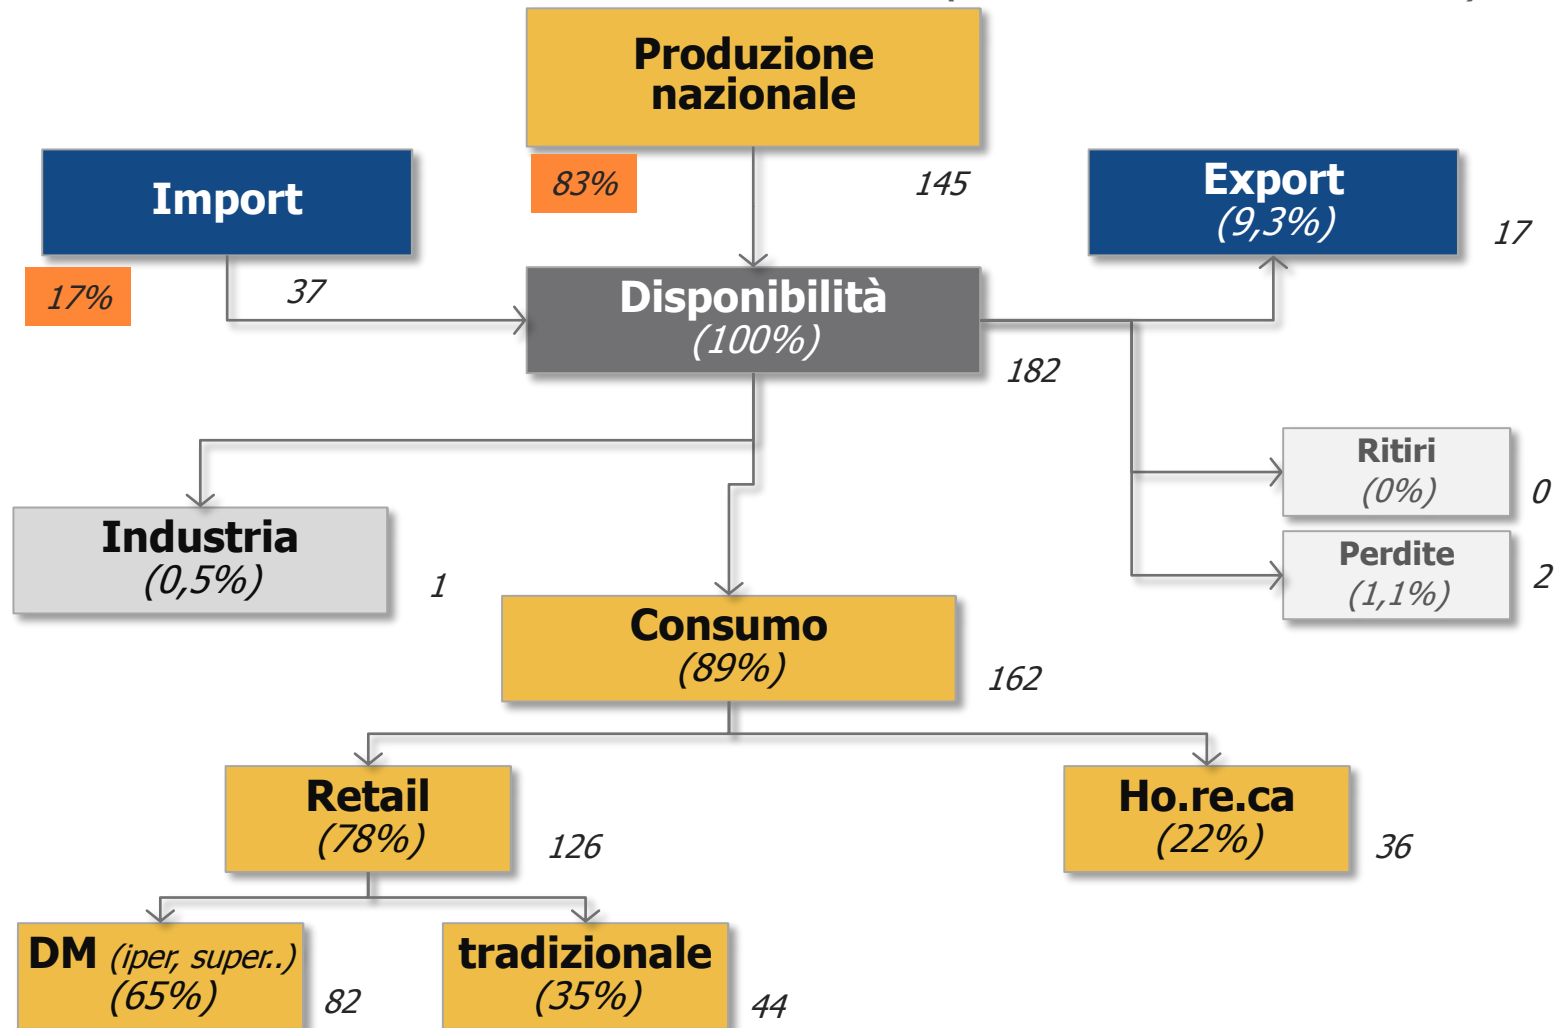 Produzione
nazionale
83%
145
Import
17%
37
Export
(9,3%)
17
Disponibilità
(100%)
182
Ritiri
(0%)
0
Industria
(0,5%)
1
Perdite
(1,1%)
2
Consumo
(89%)
162
Retail
(78%)
126
Ho.re.ca
(22%)
36
DM (iper, super..)
(65%)
82
tradizionale
(35%)
44